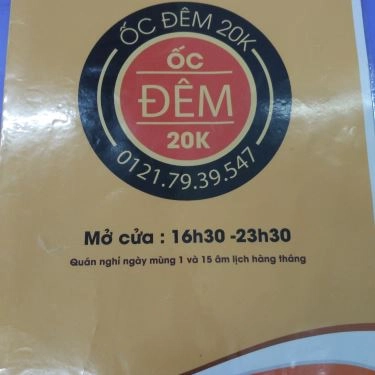 ỐC ĐÊM 20K
ỐC
ĐÊM
20K
0121.79.39.547
Mở cửa : 16h30 -23h30
Quán nghỉ ngày mùng 1 và 15 âm lịch hàng tháng